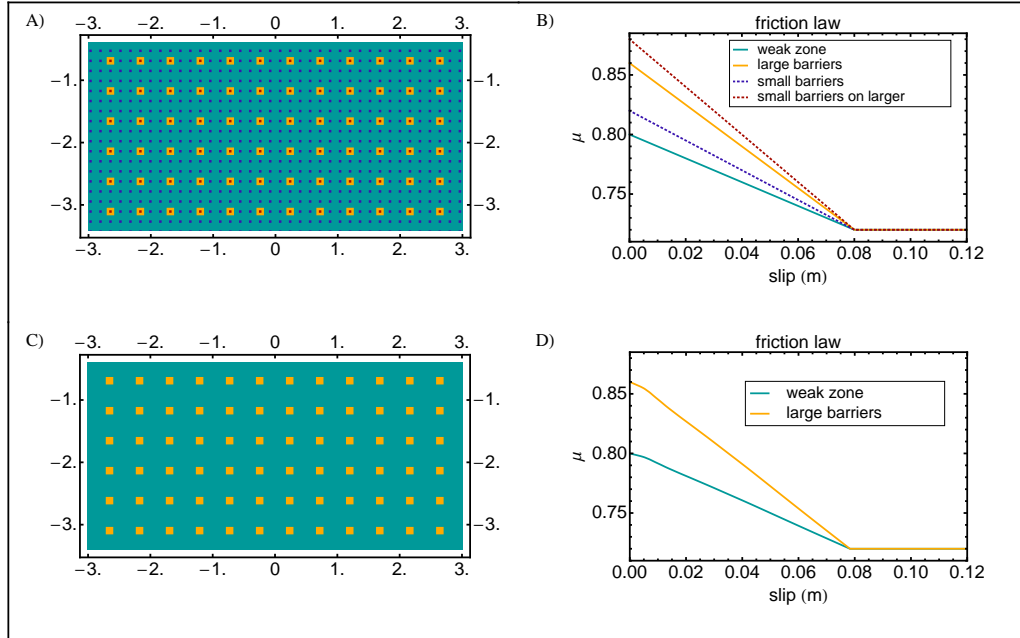 A)
−3. −2. −1. 0 1. 2. 3.
−1. −1.
−2. −2.
−3. −3.
−3. −2. −1. 0 1. 2. 3.
B)
friction law
weak zone
large barriers
small barriers
small barriers on larger
μ
0.85
0.80
0.75
0.00 0.02 0.04 0.06 0.08 0.10 0.12
slip (m)
C)
−3. −2. −1. 0 1. 2. 3.
−1. −1.
−2. −2.
−3. −3.
−3. −2. −1. 0 1. 2. 3.
D)
friction law
weak zone
large barriers
μ
0.85
0.80
0.75
0.00 0.02 0.04 0.06 0.08 0.10 0.12
slip (m)